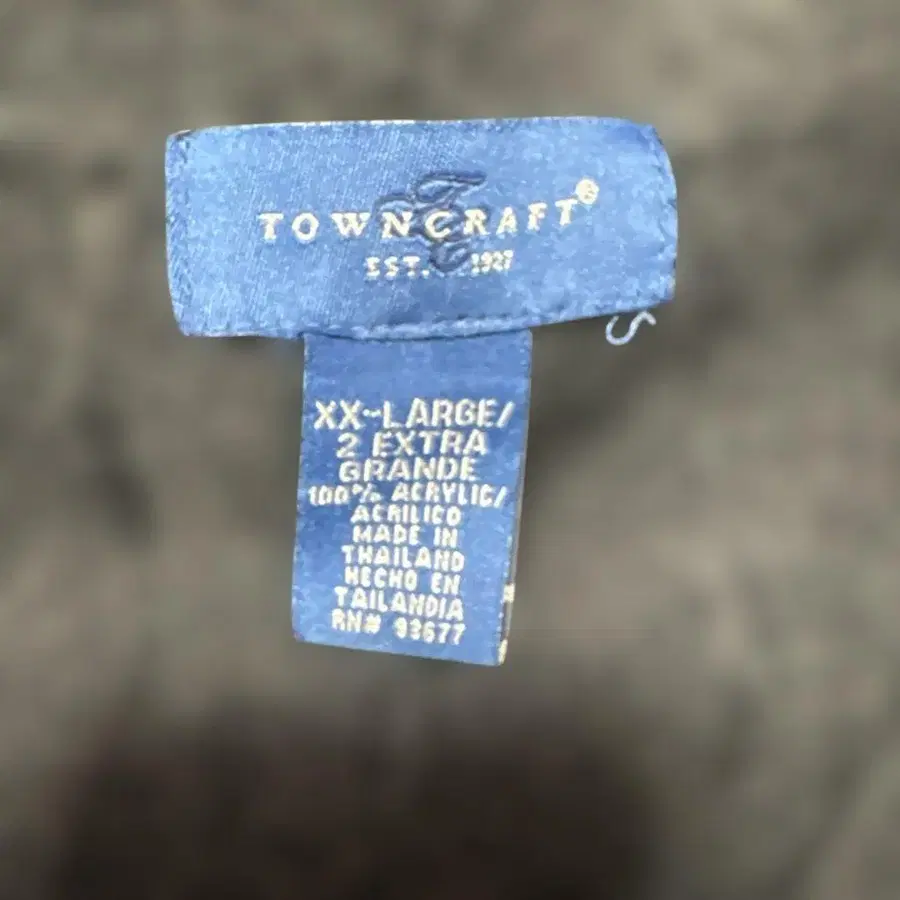 TOWNCRAFT®
EST. 1927
XX-LARGE/
2 EXTRA
GRANDE
100% ACRYLIC/
ACRILICO
MADE IN
THAILAND
HECHO EN
TAILANDIA
RN# 93677